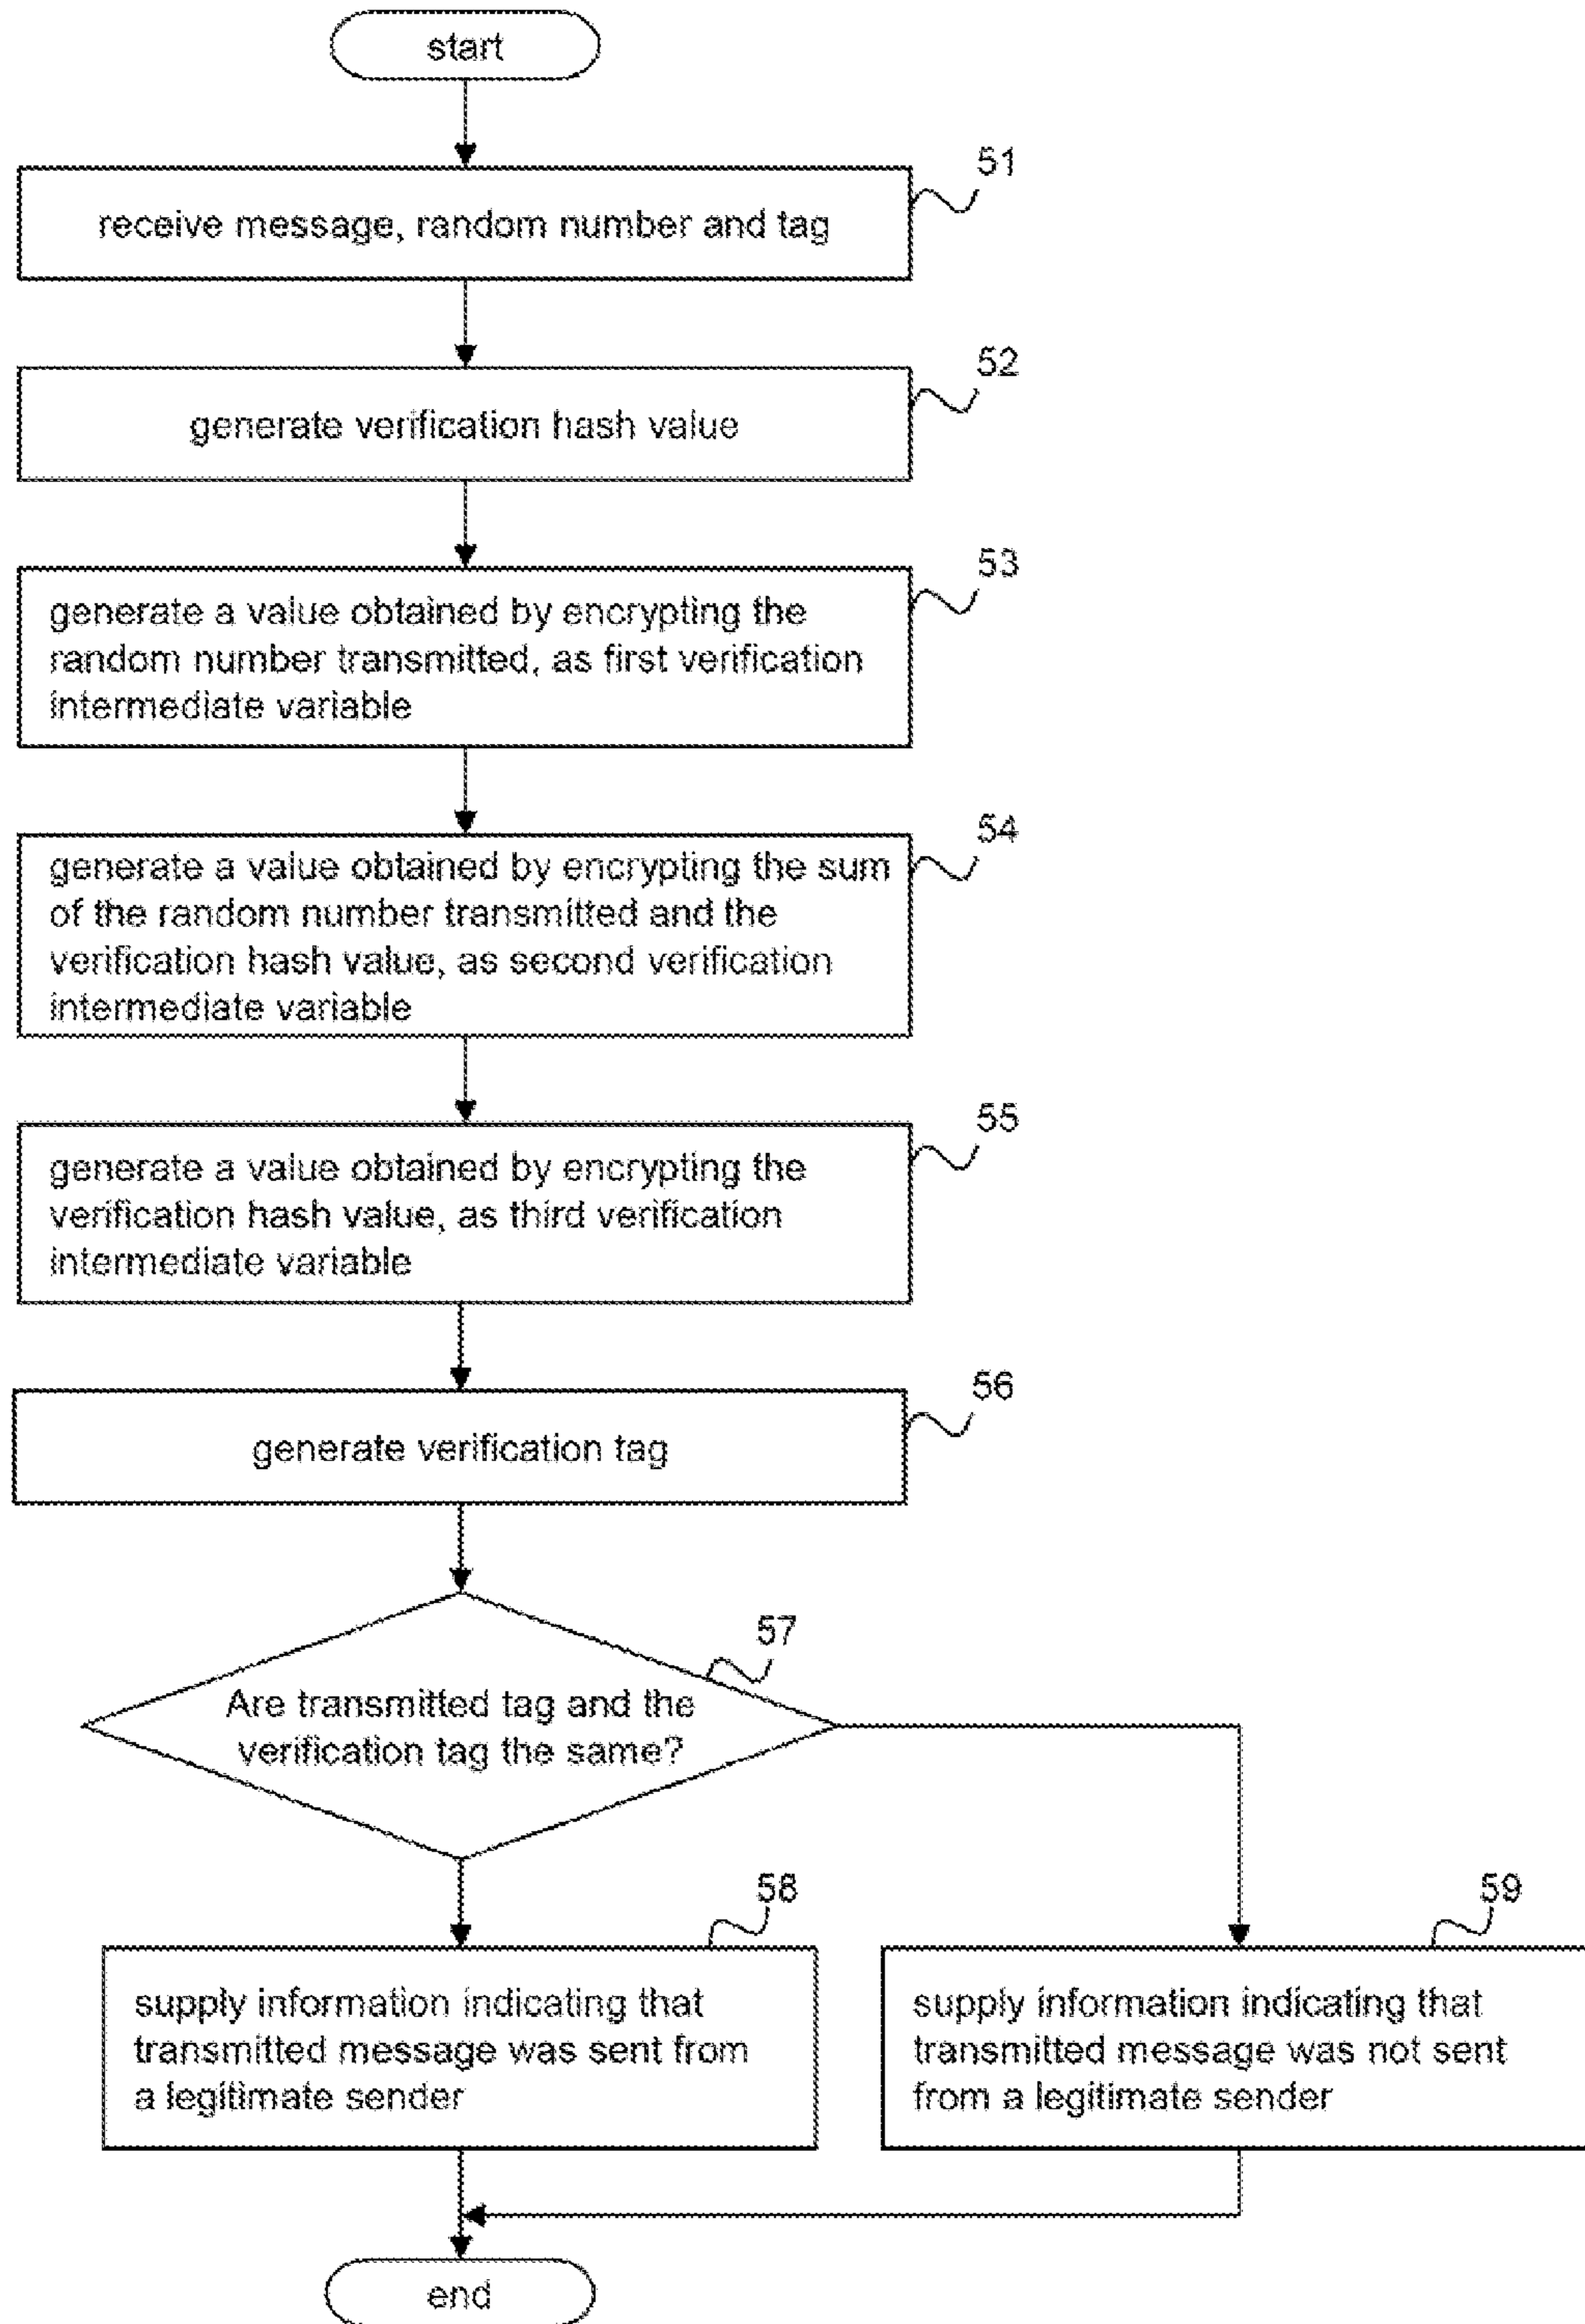 start
51
receive message, random number and tag
52
generate verification hash value
53
generate a value obtained by encrypting the
random number transmitted, as first verification
intermediate variable
54
generate a value obtained by encrypting the sum
of the random number transmitted and the
verification hash value, as second verification
intermediate variable
55
generate a value obtained by encrypting the
verification hash value, as third verification
intermediate variable
56
generate verification tag
57
Are transmitted tag and the
verification tag the same?
58
supply information indicating that
transmitted message was sent from
a legitimate sender
59
supply information indicating that
transmitted message was not sent
from a legitimate sender
end